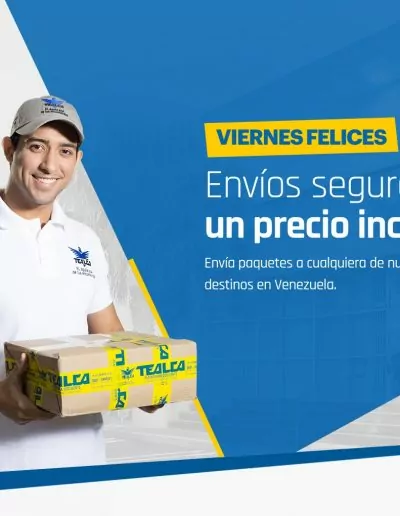 VIERNES FELICES
Envíos segur
un precio inc
Envía paquetes a cualquiera de nu
destinos en Venezuela.
TEALCA
TEALCA